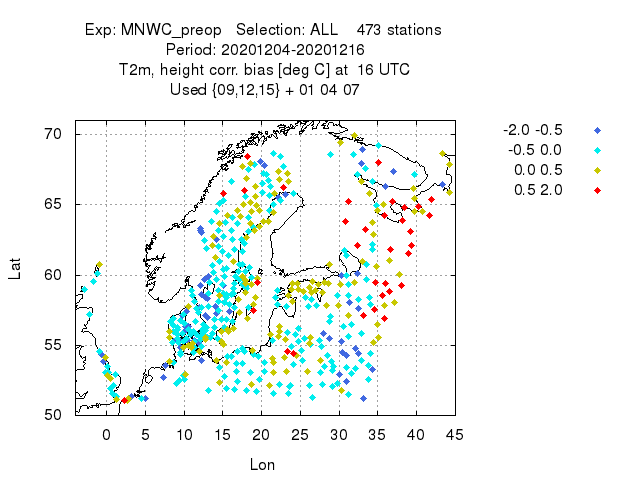 Exp: MNWC_preop Selection: ALL 473 stations
Period: 20201204-20201216
T2m, height corr. bias [deg C] at 16 UTC
Used {09,12,15} + 01 04 07
-2.0 -0.5
-0.5 0.0
0.0 0.5
0.5 2.0
70
65
60
55
50
Lat
0 5 10 15 20 25 30 35 40 45
Lon